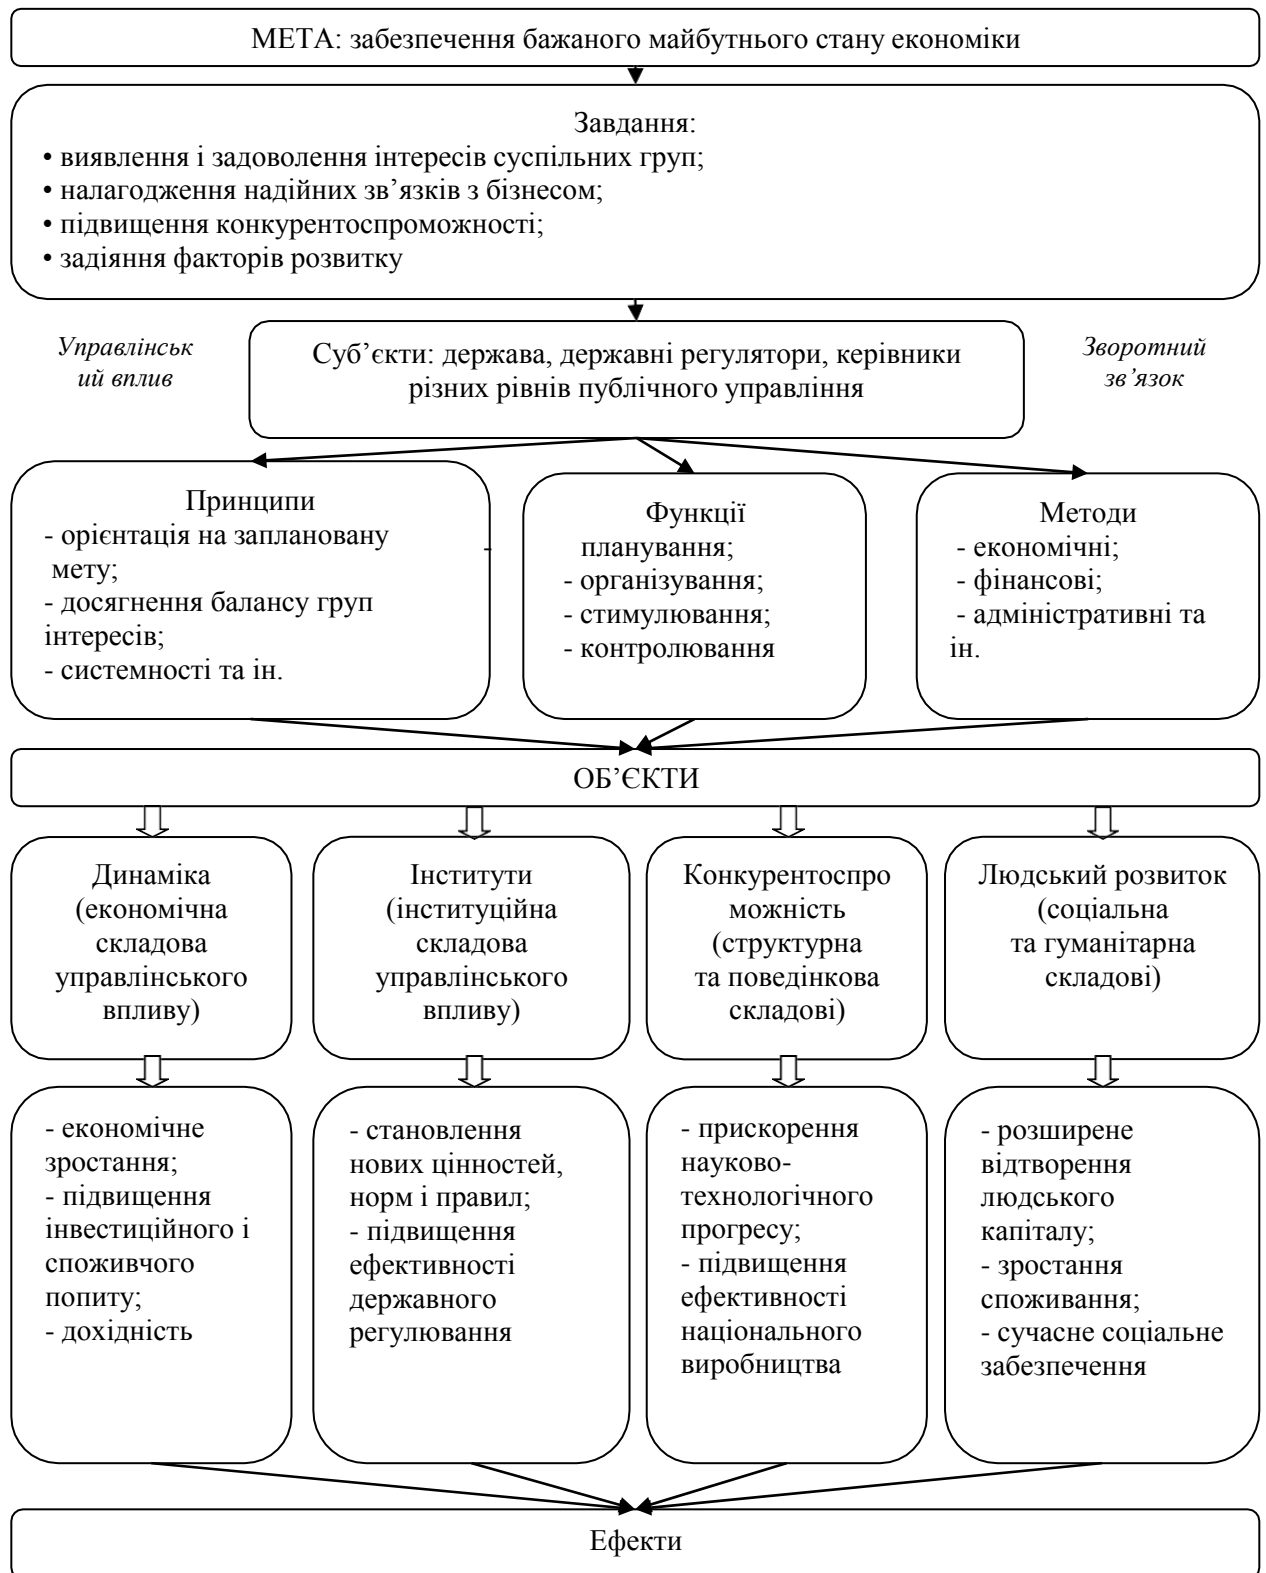 МЕТА: забезпечення бажаного майбутнього стану економіки
Завдання:
• виявлення і задоволення інтересів суспільних груп;
• налагодження надійних зв’язків з бізнесом;
• підвищення конкурентоспроможності;
• задіяння факторів розвитку
Управлінськ
ий вплив
Суб’єкти: держава, державні регулятори, керівники
різних рівнів публічного управління
Зворотний
зв’язок
Принципи
- орієнтація на заплановану
мету;
- досягнення балансу груп
інтересів;
- системності та ін.
Функції
- планування;
- організування;
- стимулювання;
- контролювання
Методи
- економічні;
- фінансові;
- адміністративні та
ін.
ОБ’ЄКТИ
Динаміка
(економічна
складова
управлінського
впливу)
Інститути
(інституційна
складова
управлінського
впливу)
Конкурентоспро
можність
(структурна
та поведінкова
складові)
Людський розвиток
(соціальна
та гуманітарна
складові)
- економічне
зростання;
- підвищення
інвестиційного і
споживчого
попиту;
- дохідність
- становлення
нових цінностей,
норм і правил;
- підвищення
ефективності
державного
регулювання
- прискорення
науково-
технологічного
прогресу;
- підвищення
ефективності
національного
виробництва
- розширене
відтворення
людського
капіталу;
- зростання
споживання;
- сучасне соціальне
забезпечення
Ефекти